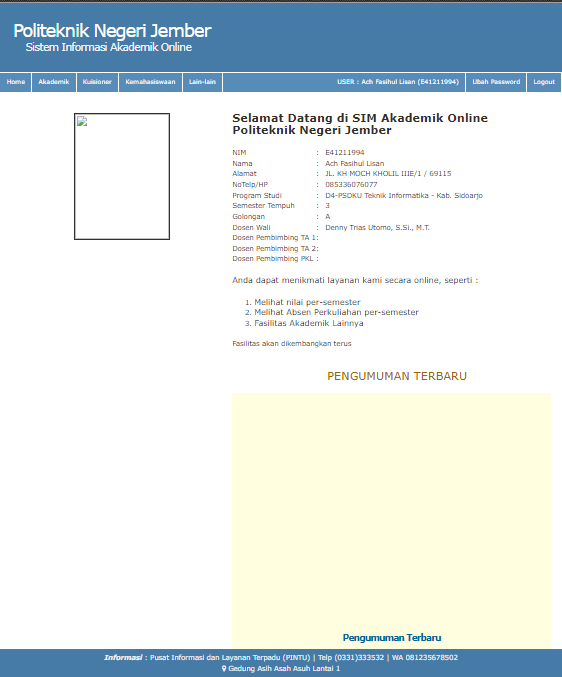 Politeknik Negeri Jember
Sistem Informasi Akademik Online
Home Akademik Kuisioner Kemahasiswaan Lain-lain USER : Ach Fasihul Lisan (E41211994) Ubah Password Logout
Selamat Datang di SIM Akademik Online
Politeknik Negeri Jember
NIM : E41211994
Nama : Ach Fasihul Lisan
Alamat : JL. KH MOCH KHOLIL IIIE/1 / 69115
NoTelp/HP : 085336076077
Program Studi : D4-PSDKU Teknik Informatika - Kab. Sidoarjo
Semester Tempuh : 3
Golongan : A
Dosen Wali : Denny Trias Utomo, S.Si., M.T.
Dosen Pembimbing TA 1:
Dosen Pembimbing TA 2:
Dosen Pembimbing PKL :
Anda dapat menikmati layanan kami secara online, seperti :
1. Melihat nilai per-semester
2. Melihat Absen Perkuliahan per-semester
3. Fasilitas Akademik Lainnya
Fasilitas akan dikembangkan terus
PENGUMUMAN TERBARU
Pengumuman Terbaru
Informasi : Pusat Informasi dan Layanan Terpadu (PINTU) | Telp (0331)333532 | WA 081235678502
Gedung Asih Asah Asuh Lantai 1